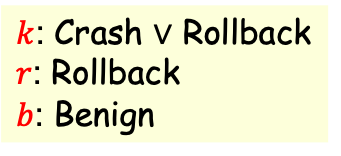 k: Crash ∨ Rollback
r: Rollback
b: Benign